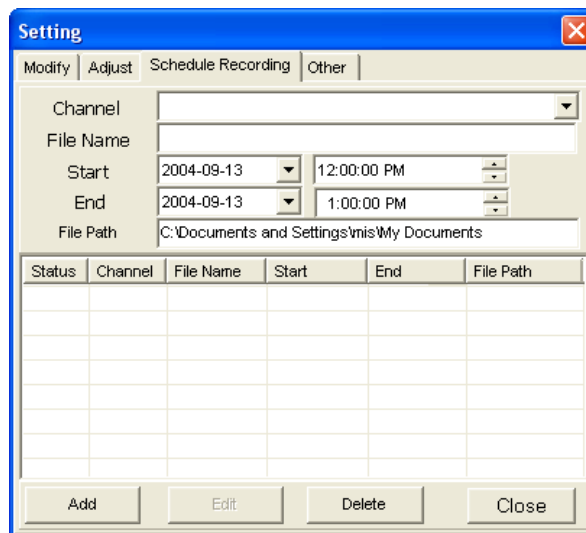 Setting
Modify Adjust Schedule Recording Other
Channel
File Name
Start 2004-09-13 12:00:00 PM
End 2004-09-13 1:00:00 PM
File Path C:\Documents and Settings\mis\My Documents
Status Channel File Name Start End File Path
Add Edit Delete Close